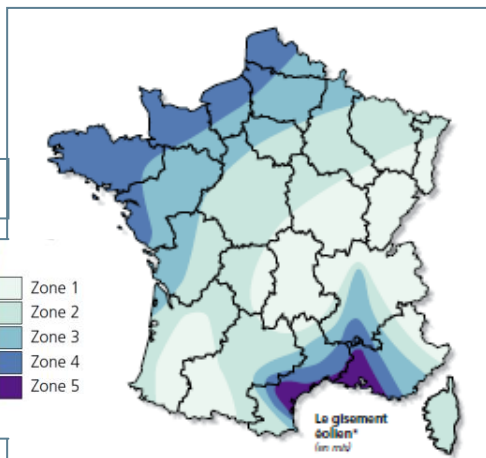 Zone 1
Zone 2
Zone 3
Zone 4
Zone 5
Le gisement
éolien*
(en m/s)